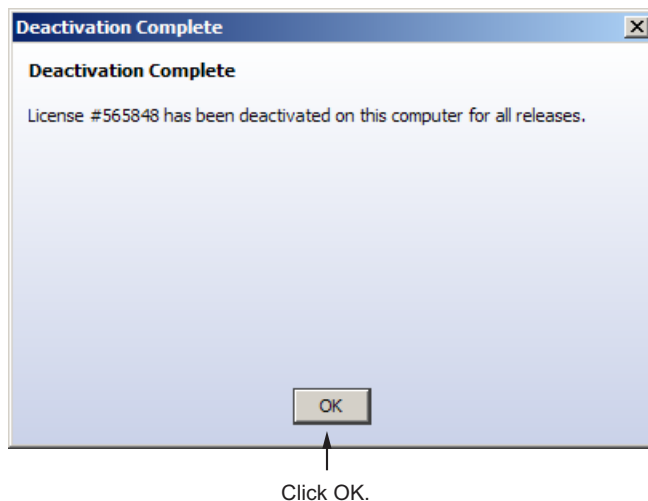 Deactivation Complete
Deactivation Complete
License #565848 has been deactivated on this computer for all releases.
OK
Click OK.